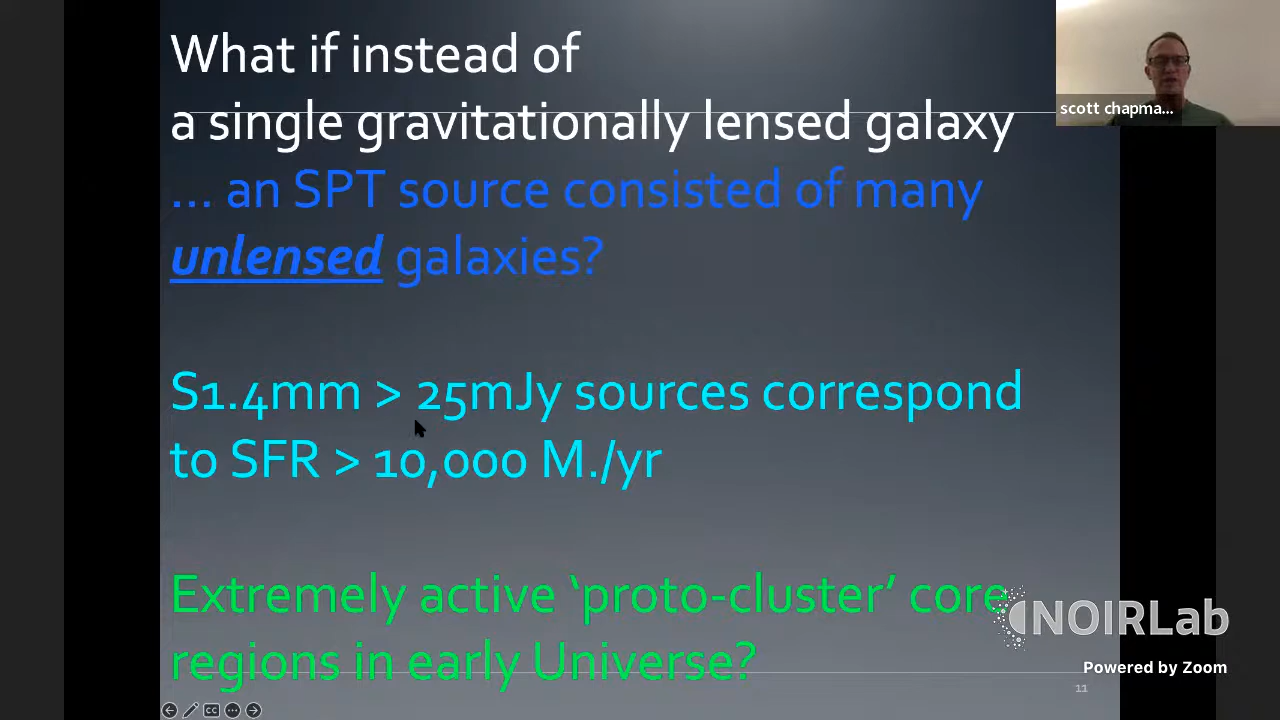 What if instead of
a single gravitationally lensed galaxy
... an SPT source consisted of many
unlensed galaxies?
S1.4mm > 25mJy sources correspond
to SFR > 10,000 M./yr
Extremely active ‘proto-cluster’ core
regions in early Universe?
scott chapma...
NOIRLab
Powered by Zoom
11
CC